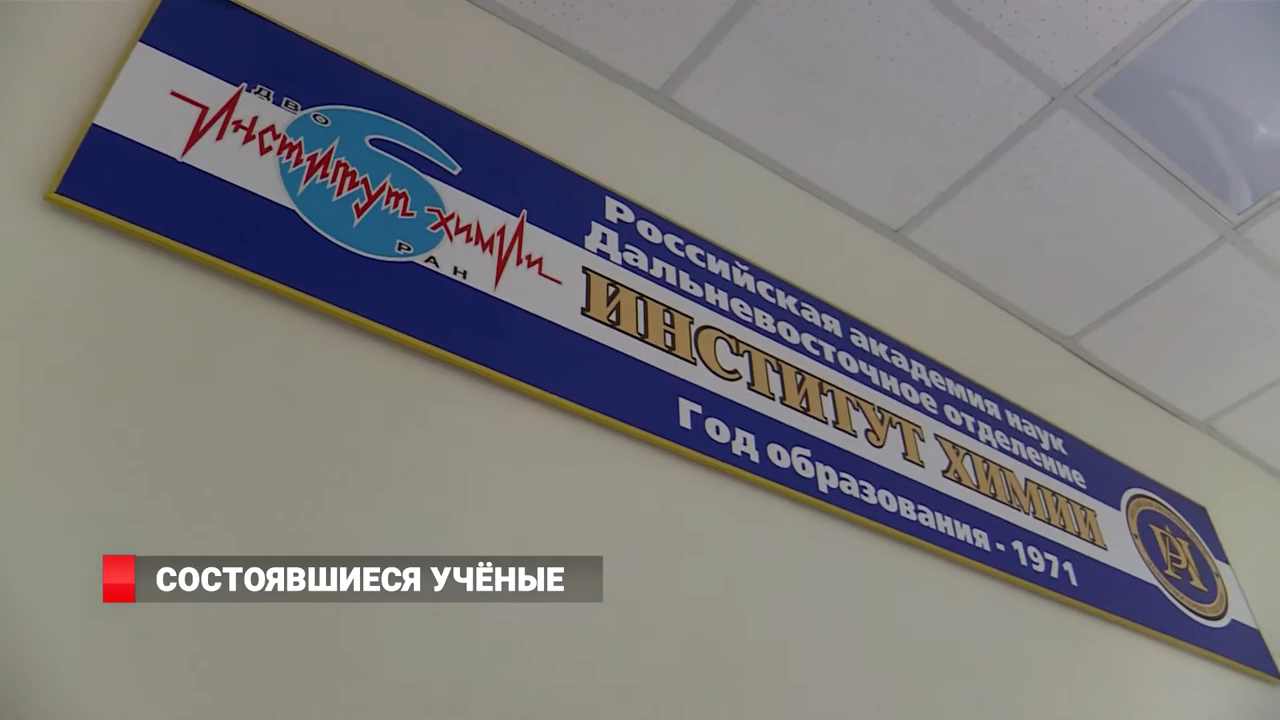 ДВО
Институт химии
РАН
Российская академия наук
Дальневосточное отделение
ИНСТИТУТ ХИМИИ
Год образования - 1971
СОСТОЯВШИЕСЯ УЧЁНЫЕ